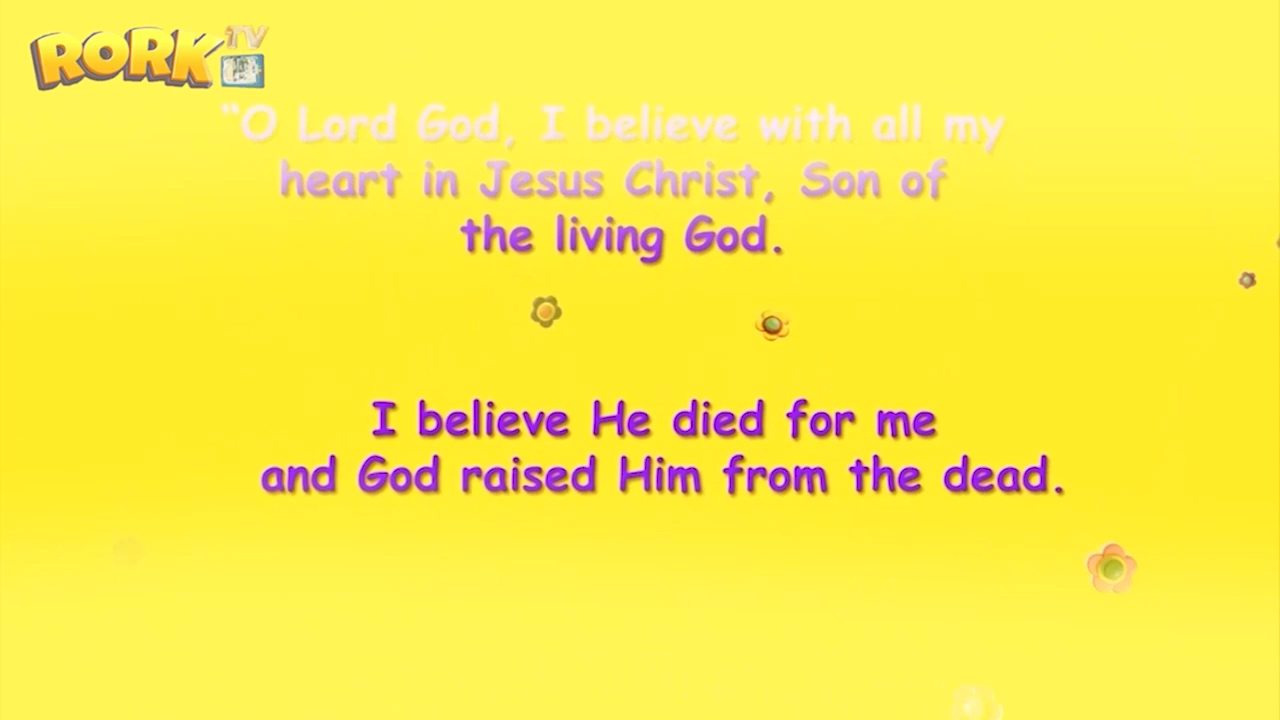 RORK TV
“O Lord God, I believe with all my
heart in Jesus Christ, Son of
the living God.
I believe He died for me
and God raised Him from the dead.